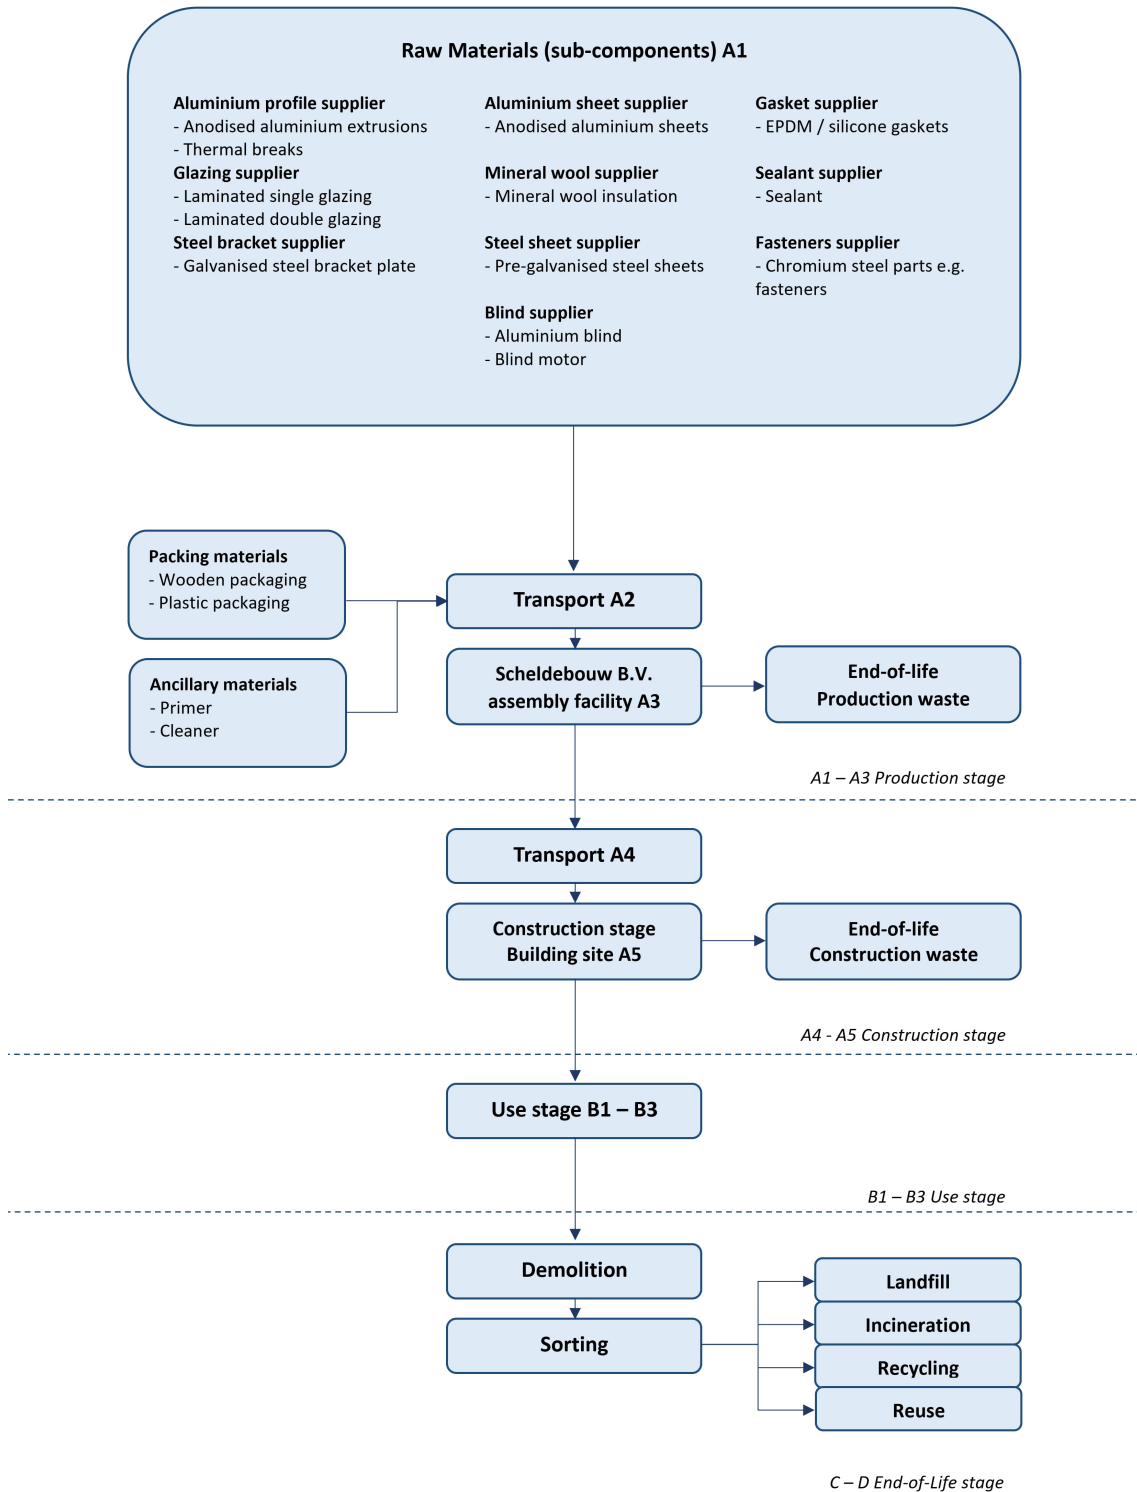 Raw Materials (sub-components) A1
Aluminium profile supplier
- Anodised aluminium extrusions
- Thermal breaks
Glazing supplier
- Laminated single glazing
- Laminated double glazing
Steel bracket supplier
- Galvanised steel bracket plate
Aluminium sheet supplier
- Anodised aluminium sheets
Mineral wool supplier
- Mineral wool insulation
Steel sheet supplier
- Pre-galvanised steel sheets
Blind supplier
- Aluminium blind
- Blind motor
Gasket supplier
- EPDM / silicone gaskets
Sealant supplier
- Sealant
Fasteners supplier
- Chromium steel parts e.g.
fasteners
Packing materials
- Wooden packaging
- Plastic packaging
Ancillary materials
- Primer
- Cleaner
Transport A2
Scheldebouw B.V.
assembly facility A3
End-of-life
Production waste
A1 – A3 Production stage
Transport A4
Construction stage
Building site A5
End-of-life
Construction waste
A4 - A5 Construction stage
Use stage B1 – B3
B1 – B3 Use stage
Demolition
Sorting
Landfill
Incineration
Recycling
Reuse
C – D End-of-Life stage